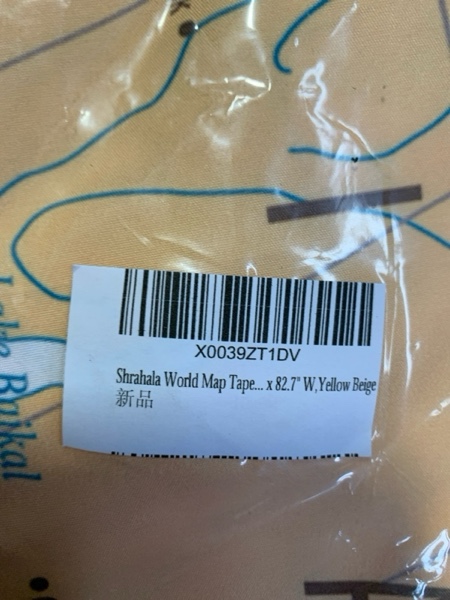 X0039ZT1DV
Shrahala World Map Tape... x 82.7" W,Yellow Beige
新品
Lake Baikal